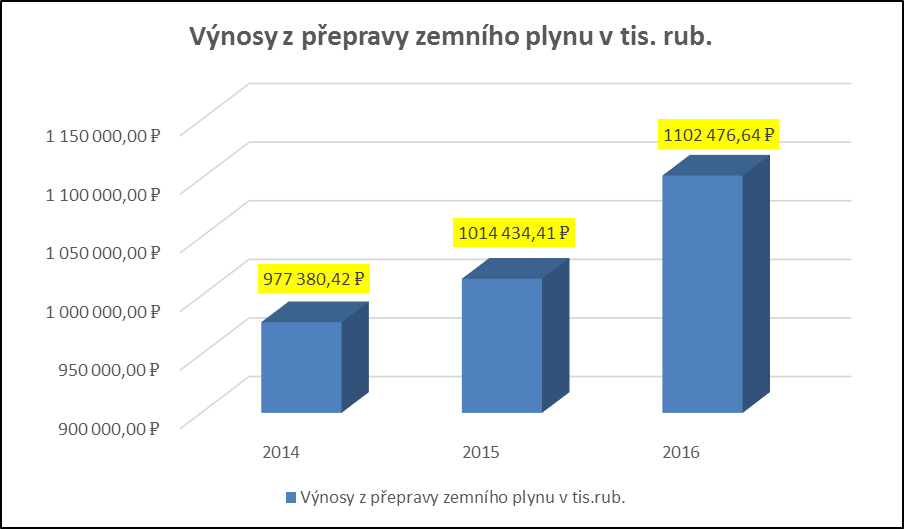 Výnosy z přepravy zemního plynu v tis. rub.
1 150 000,00 ₽
1 100 000,00 ₽
1 050 000,00 ₽
1 000 000,00 ₽
950 000,00 ₽
900 000,00 ₽
977 380,42 ₽
1014 434,41 ₽
1102 476,64 ₽
2014
2015
2016
Výnosy z přepravy zemního plynu v tis.rub.